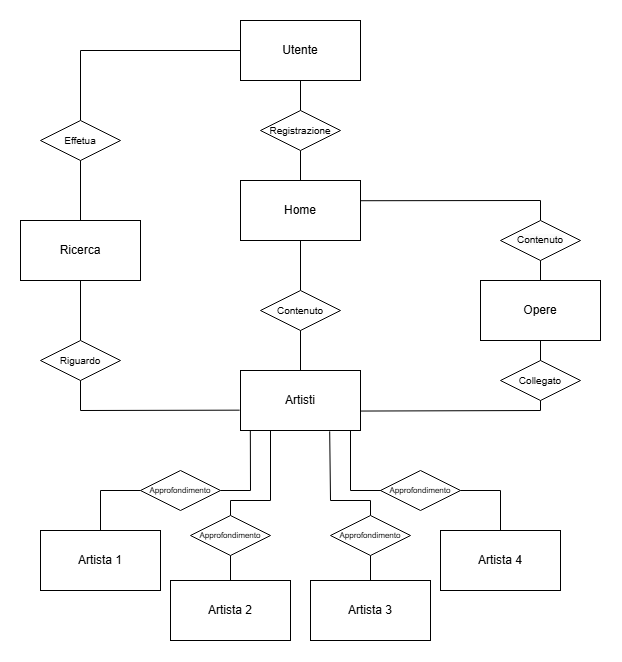 Utente
Registrazione
Effetua
Home
Contenuto
Ricerca
Contenuto
Opere
Riguardo
Collegato
Artisti
Approfondimento
Approfondimento
Approfondimento
Approfondimento
Artista 1
Artista 4
Artista 2
Artista 3